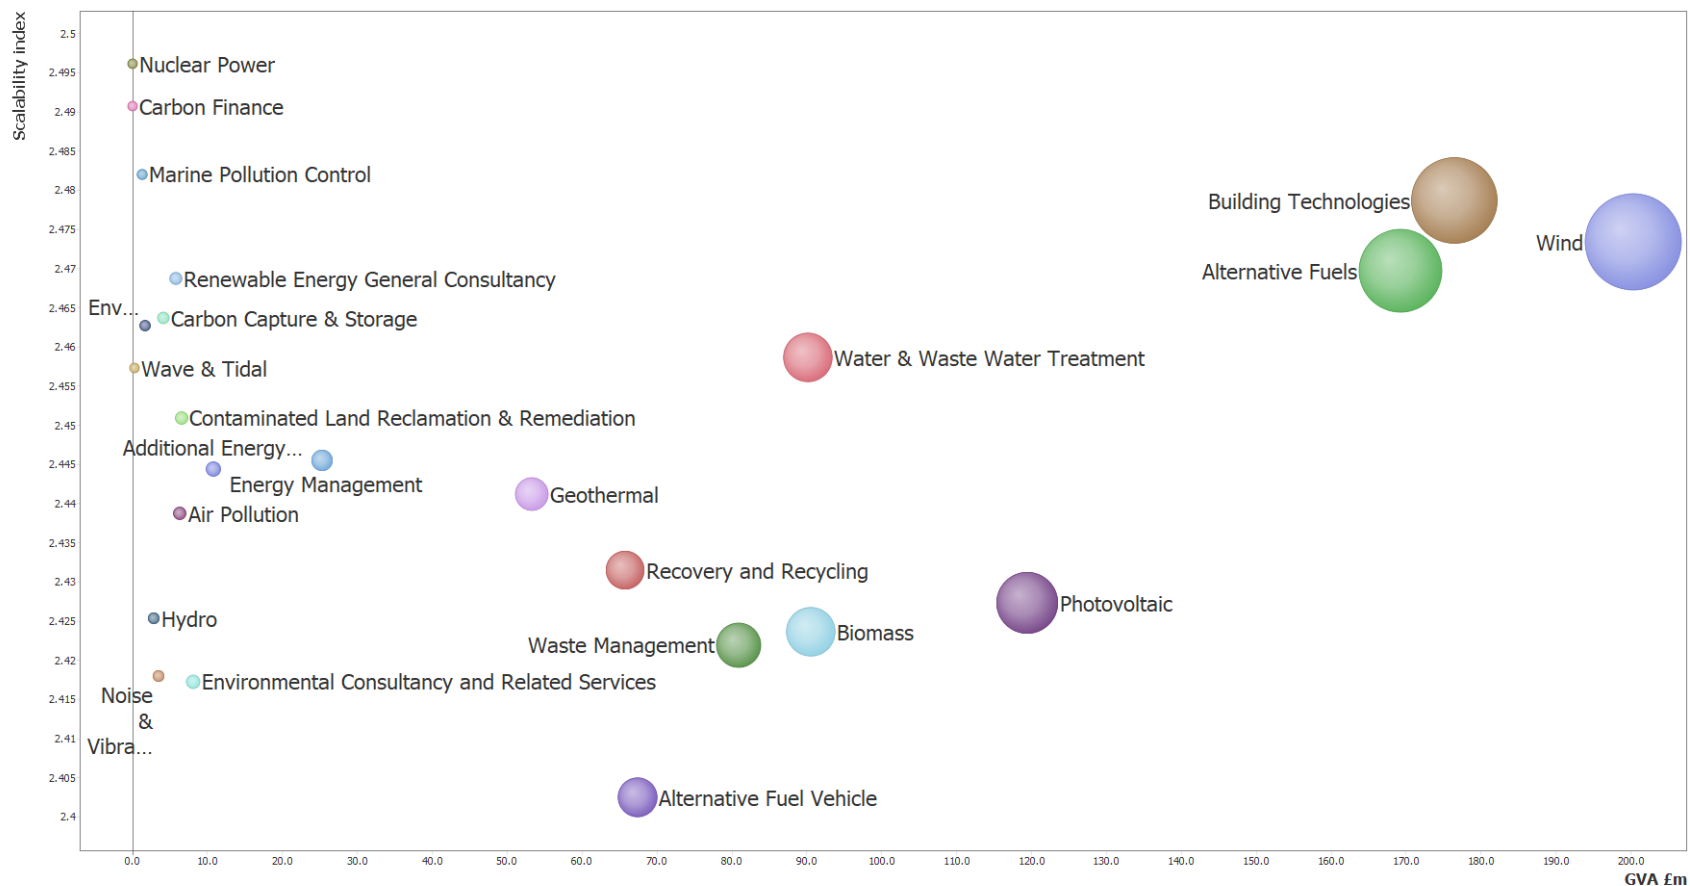 Scalability index
2.5
Nuclear Power
2.495
Carbon Finance
2.49
2.485
Marine Pollution Control
2.48
Building Technologies
2.475
Wind
2.47
Alternative Fuels
Renewable Energy General Consultancy
Env...
2.465
Carbon Capture & Storage
2.46
Water & Waste Water Treatment
Wave & Tidal
2.455
Contaminated Land Reclamation & Remediation
2.45
Additional Energy...
2.445
Energy Management
Geothermal
2.44
Air Pollution
2.435
Recovery and Recycling
2.43
Photovoltaic
2.425
Hydro
Biomass
Waste Management
2.42
Environmental Consultancy and Related Services
2.415
Noise
&
Vibra...
2.41
2.405
Alternative Fuel Vehicle
2.4
0.0 10.0 20.0 30.0 40.0 50.0 60.0 70.0 80.0 90.0 100.0 110.0 120.0 130.0 140.0 150.0 160.0 170.0 180.0 190.0 200.0
GVA £m